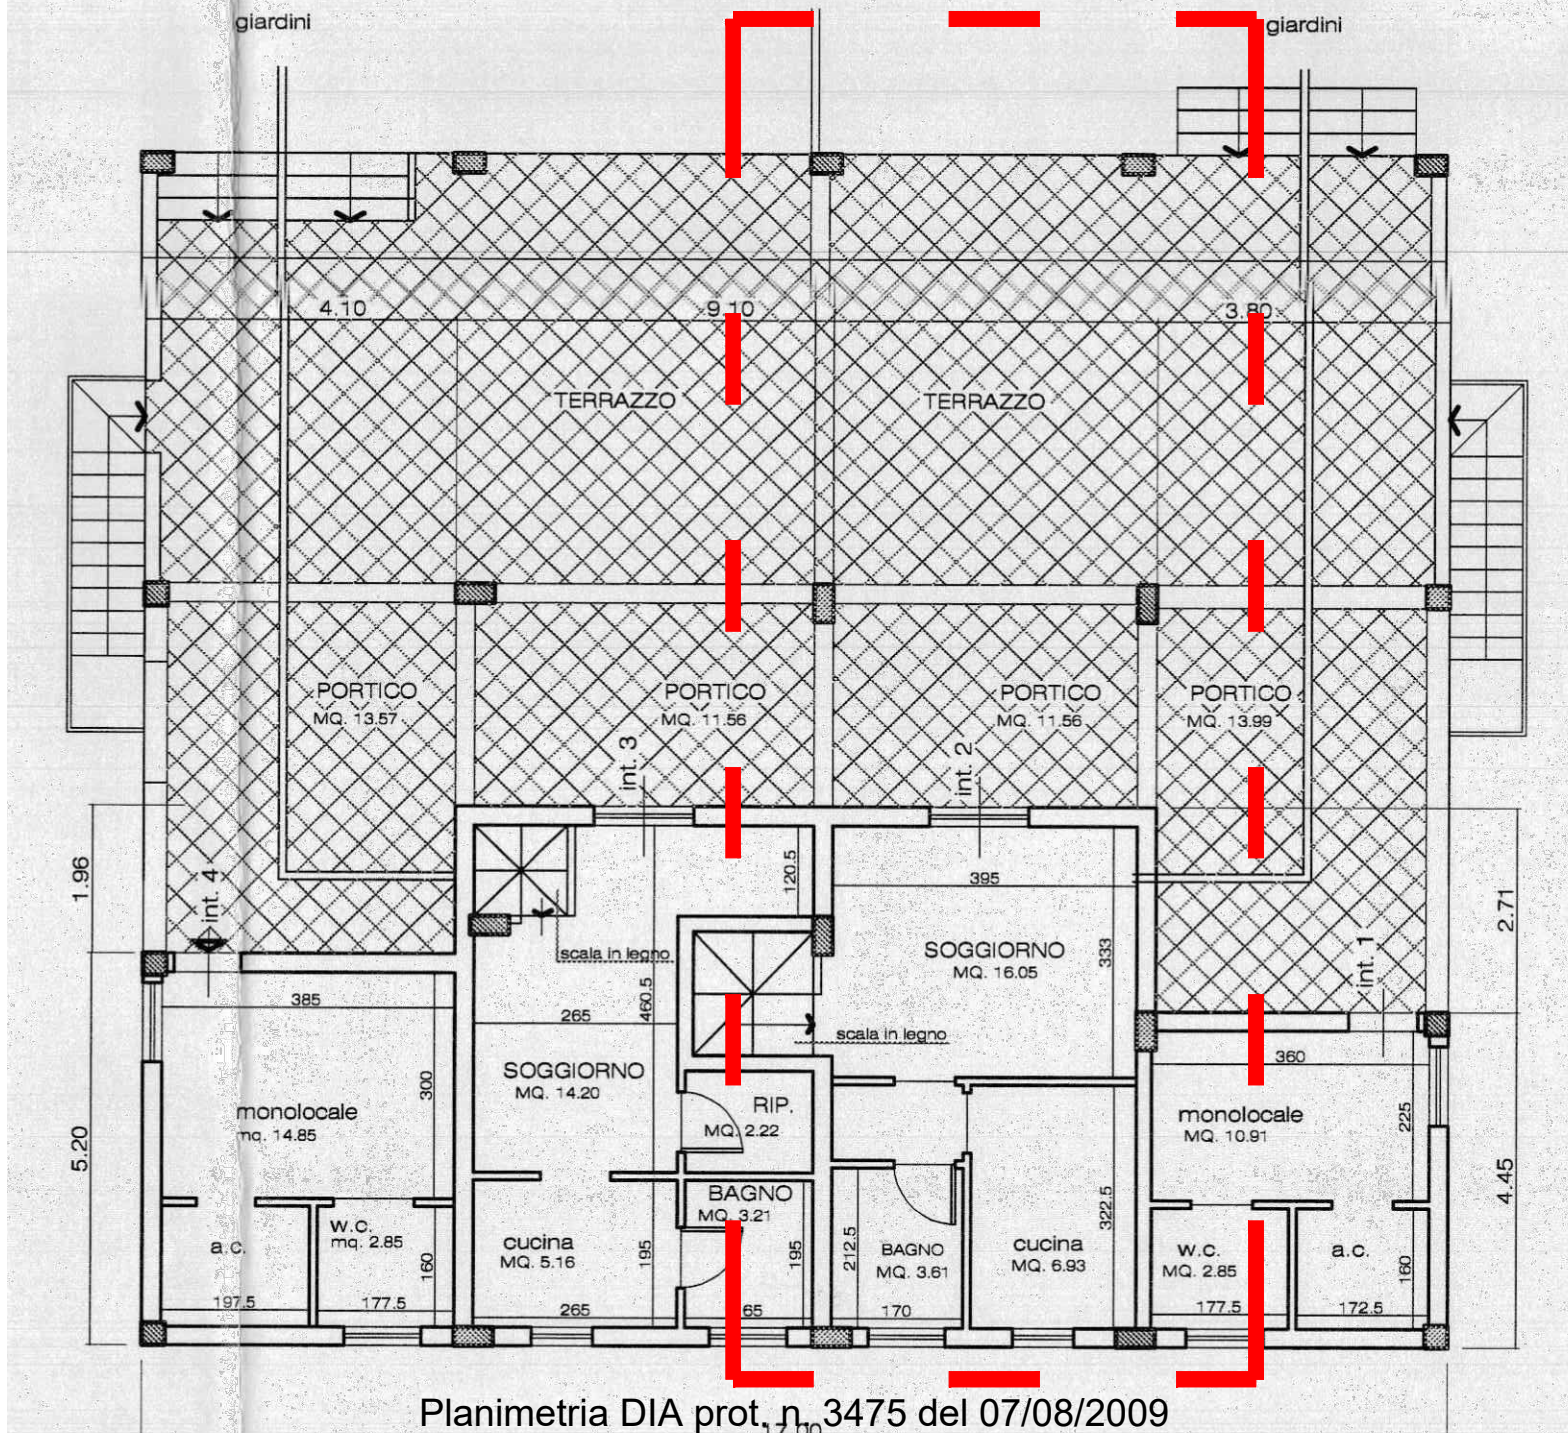 giardini
giardini
4.10
9.10
3.80
TERRAZZO
TERRAZZO
PORTICO
MQ. 13.57
PORTICO
MQ. 11.56
PORTICO
MQ. 11.56
PORTICO
MQ. 13.99
int. 3
int. 2
1.96
int. 4
120.5
395
2.71
scala in legno
SOGGIORNO
MQ. 16.05
333
int. 1
385
460.5
265
scala in legno
360
SOGGIORNO
MQ. 14.20
300
RIP.
MQ. 2.22
monolocale
mq. 14.85
monolocale
MQ. 10.91
225
5.20
4.45
BAGNO
MQ. 3.21
322.5
w.c.
mq. 2.85
a.c.
160
cucina
MQ. 5.16
195
195
212.5
BAGNO
MQ. 3.61
cucina
MQ. 6.93
w.c.
MQ. 2.85
a.c.
160
197.5
177.5
265
65
170
177.5
172.5
Planimetria DIA prot. n. 3475 del 07/08/2009
17.00